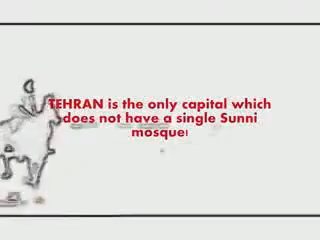 TEHRAN is the only capital which
does not have a single Sunni
mosque!